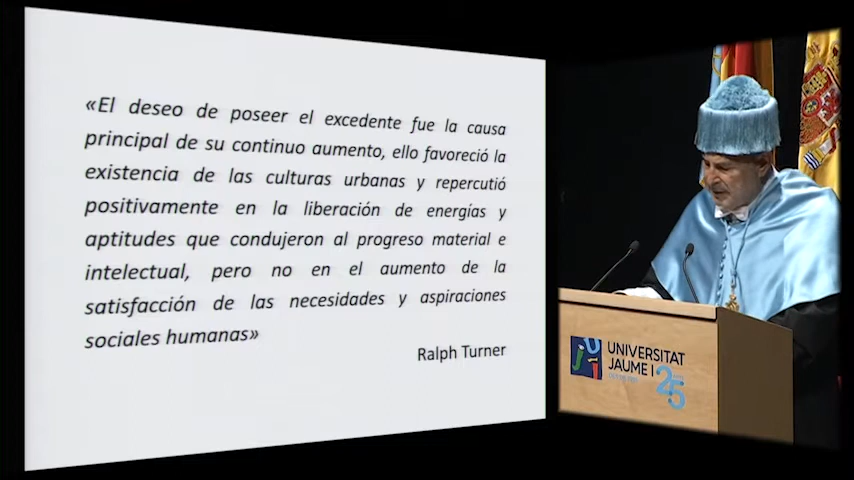 «El deseo de poseer el excedente fue la causa
principal de su continuo aumento, ello favoreció la
existencia de las culturas urbanas y repercutió
positivamente en la liberación de energías y
aptitudes que condujeron al progreso material e
intelectual, pero no en el aumento de la
satisfacción de las necesidades y aspiraciones
sociales humanas»
Ralph Turner
UNIVERSITAT
JAUME I
25